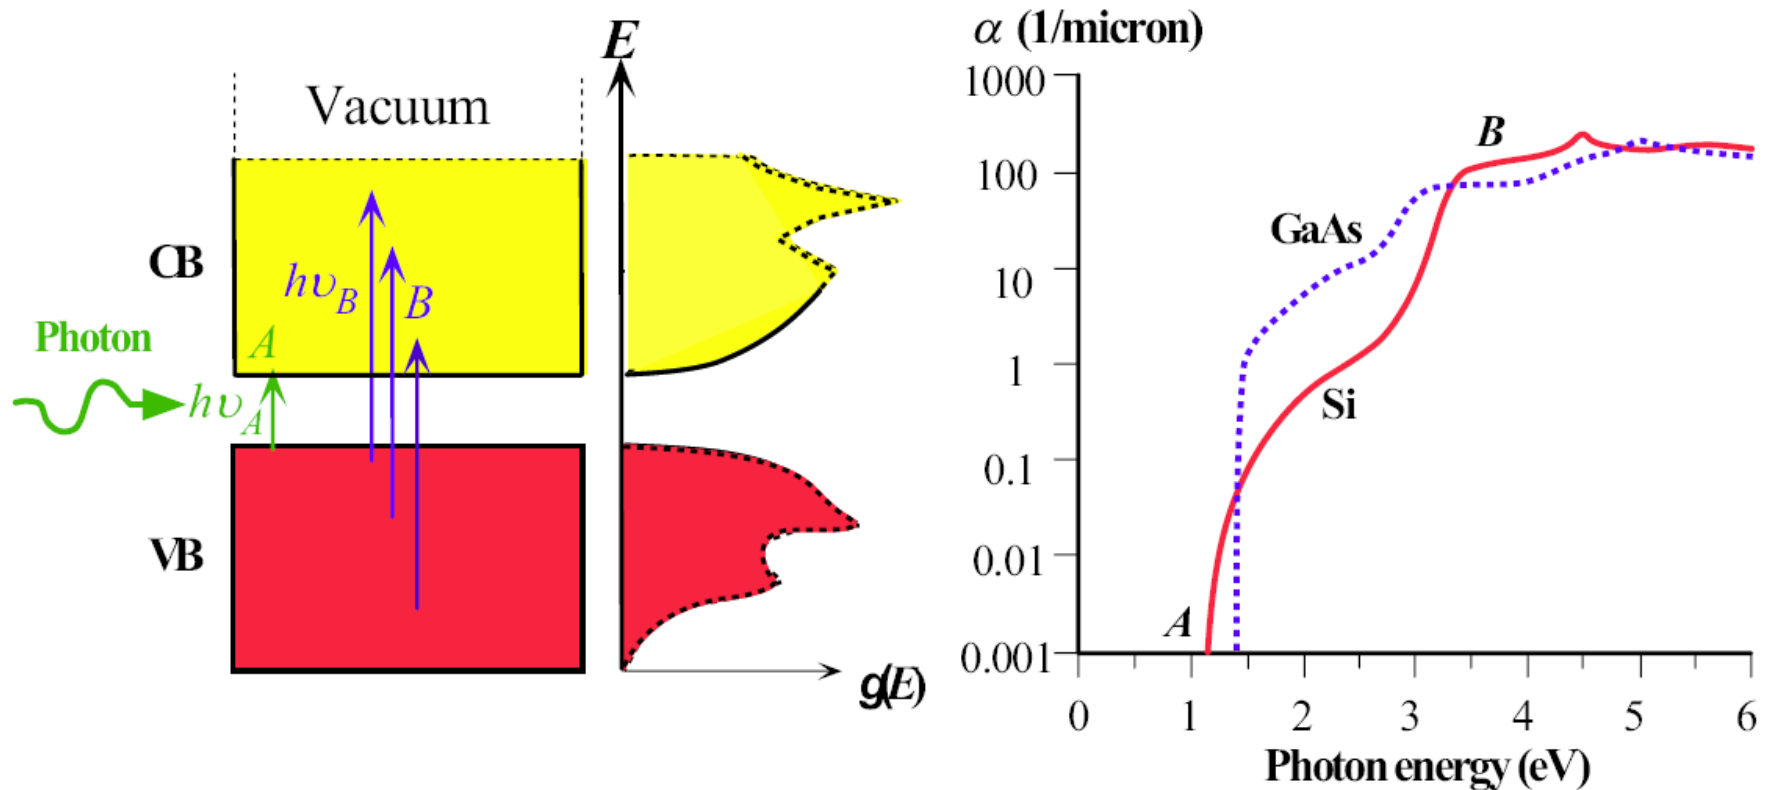 E
Vacuum
CB
hυB
B
Photon
A
hυA
VB
g(E)
α (1/micron)
1000
100
10
1
0.1
0.01
0.001
B
GaAs
Si
A
0 1 2 3 4 5 6
Photon energy (eV)